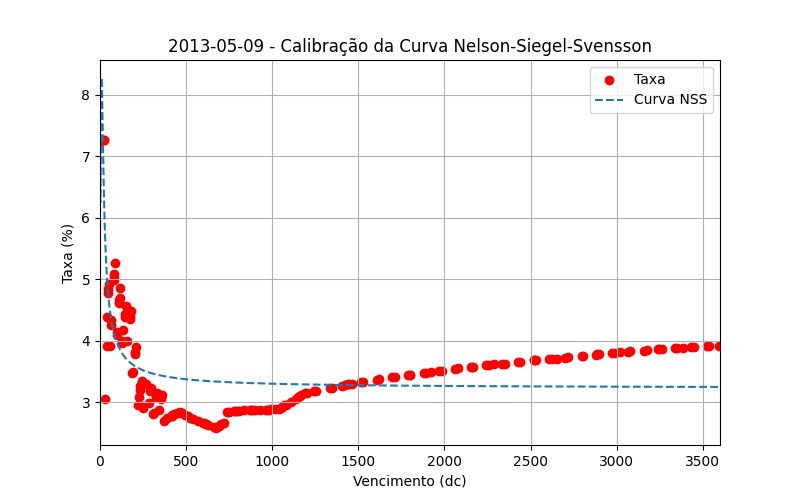 2013-05-09 - Calibração da Curva Nelson-Siegel-Svensson
Taxa
Curva NSS
Taxa (%)
8
7
6
5
4
3
0 500 1000 1500 2000 2500 3000 3500
Vencimento (dc)